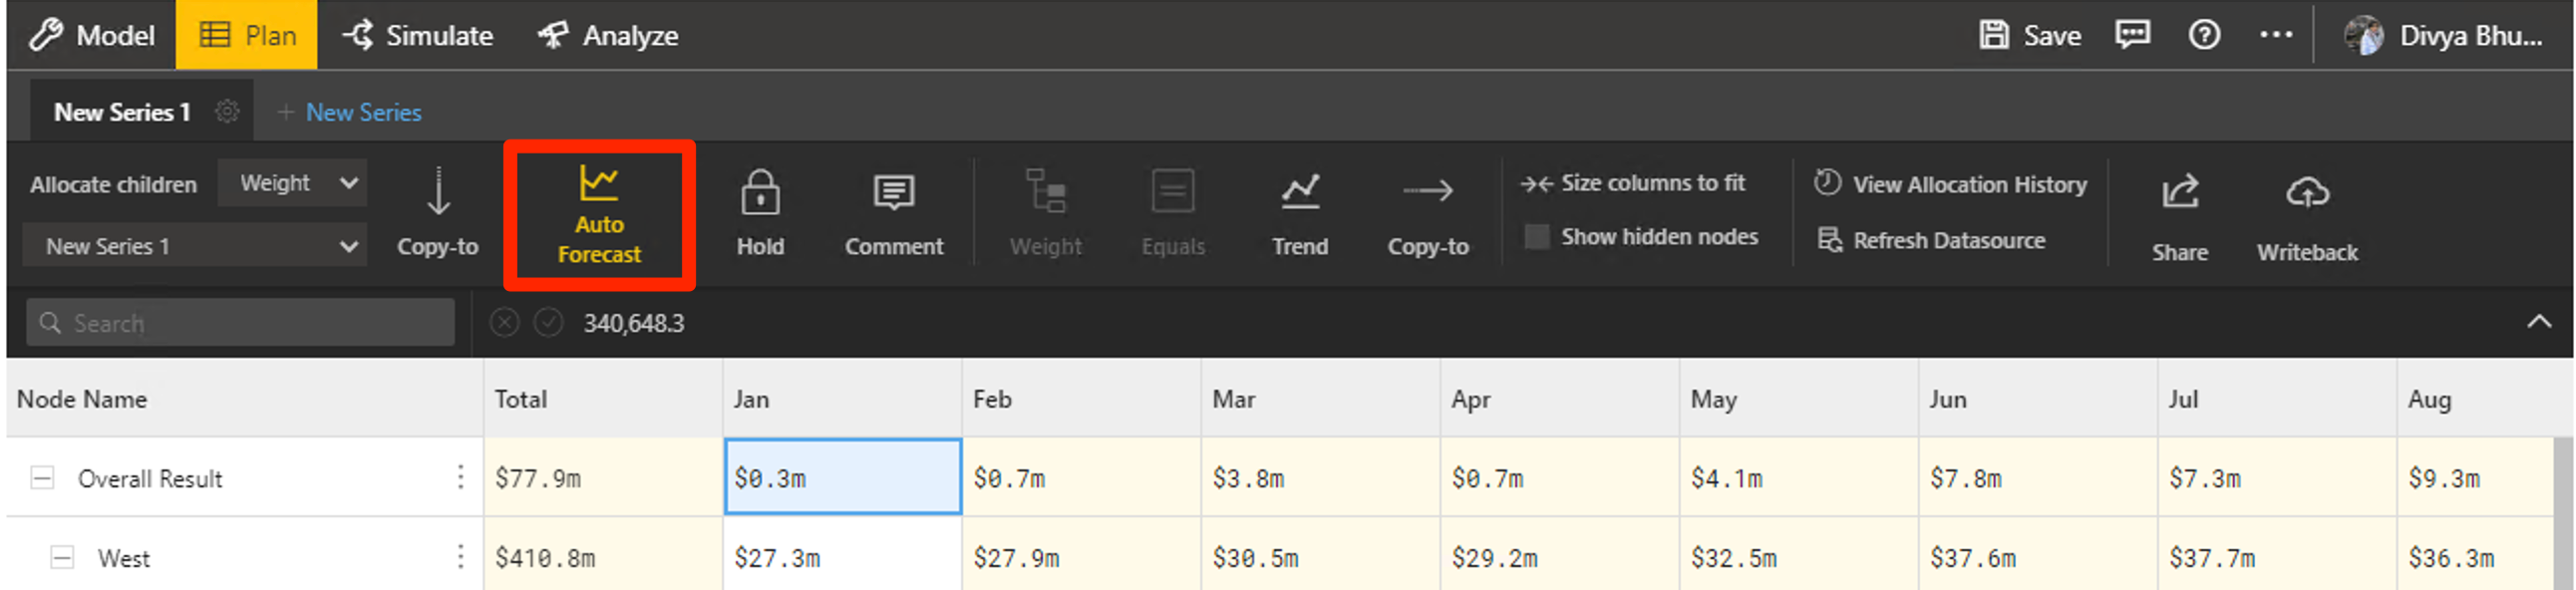 Model Plan Simulate Analyze Save Divya Bhu...
New Series 1 + New Series
Allocate children Weight
New Series 1
Copy-to
Auto
Forecast
Hold
Comment
Weight
Equals
Trend
Copy-to
Size columns to fit
Show hidden nodes
View Allocation History
Refresh Datasource
Share
Writeback
Search 340,648.3
Node Name Total Jan Feb Mar Apr May Jun Jul Aug
Overall Result $77.9m $0.3m $0.7m $3.8m $0.7m $4.1m $7.8m $7.3m $9.3m
West $410.8m $27.3m $27.9m $30.5m $29.2m $32.5m $37.6m $37.7m $36.3m